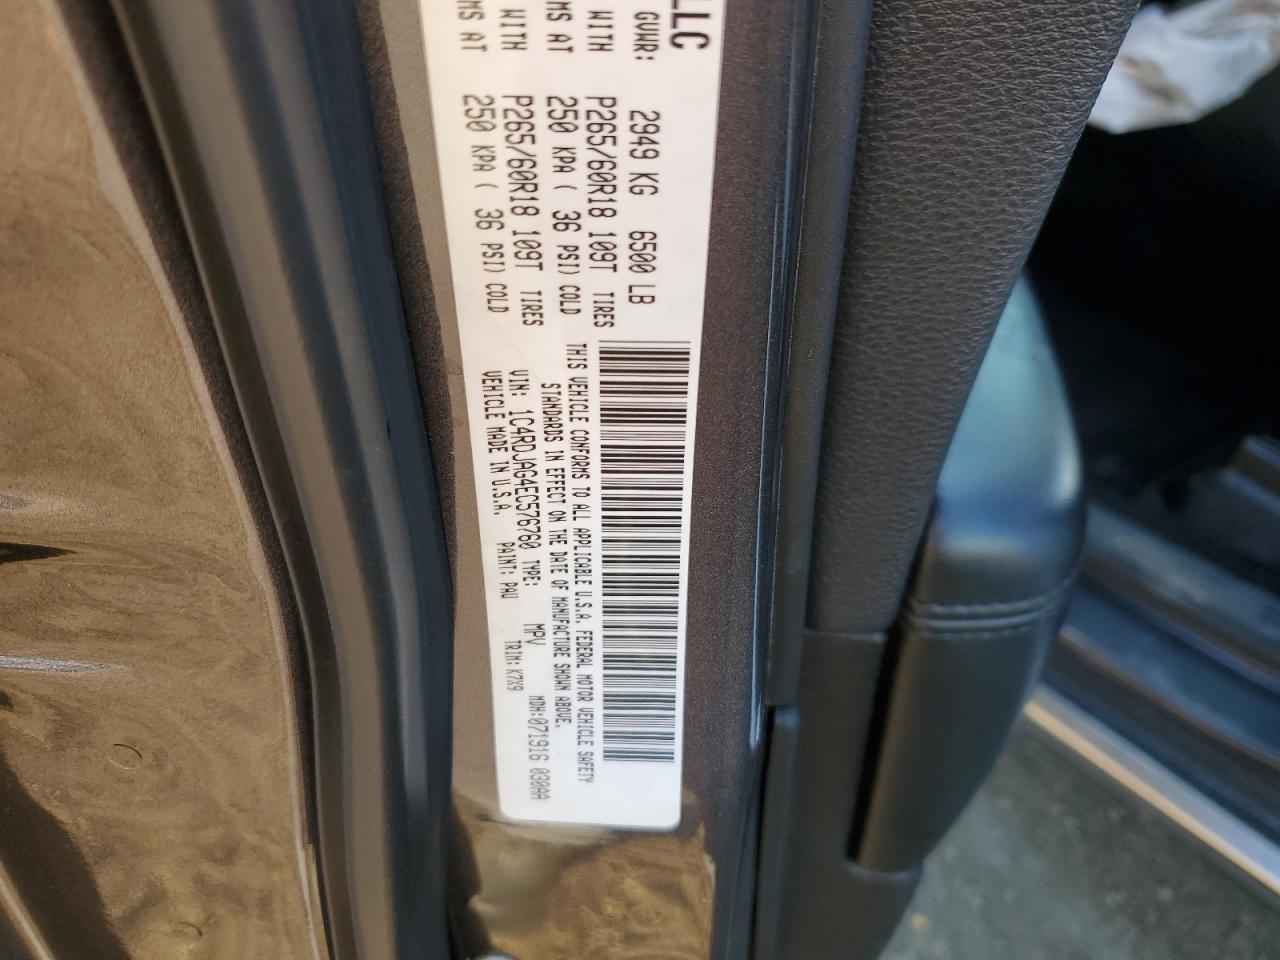 LLC
GVWR: 2949 KG 6500 LB
WITH P265/60R18 109T TIRES
MS AT 250 KPA ( 36 PSI) COLD
WITH P265/60R18 109T TIRES
MS AT 250 KPA ( 36 PSI) COLD
THIS VEHICLE CONFORMS TO ALL APPLICABLE U.S.A. FEDERAL MOTOR VEHICLE SAFETY
STANDARDS IN EFFECT ON THE DATE OF MANUFACTURE SHOWN ABOVE.
VIN: 1C4RDJAG4EC576760 TYPE: MPV MDH:071916 030AA
VEHICLE MADE IN U.S.A. PAINT: PAU TRIM: K7X9